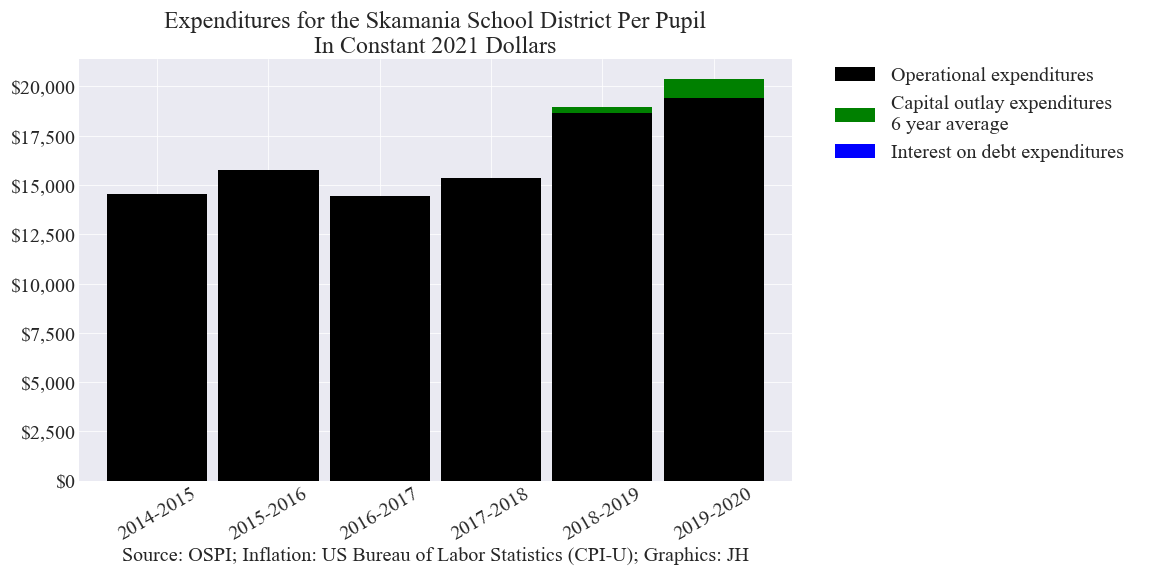 Expenditures for the Skamania School District Per Pupil
In Constant 2021 Dollars
$20,000
$17,500
$15,000
$12,500
$10,000
$7,500
$5,000
$2,500
$0
2014-2015
2015-2016
2016-2017
2017-2018
2018-2019
2019-2020
Source: OSPI; Inflation: US Bureau of Labor Statistics (CPI-U); Graphics: JH
Operational expenditures
Capital outlay expenditures
6 year average
Interest on debt expenditures